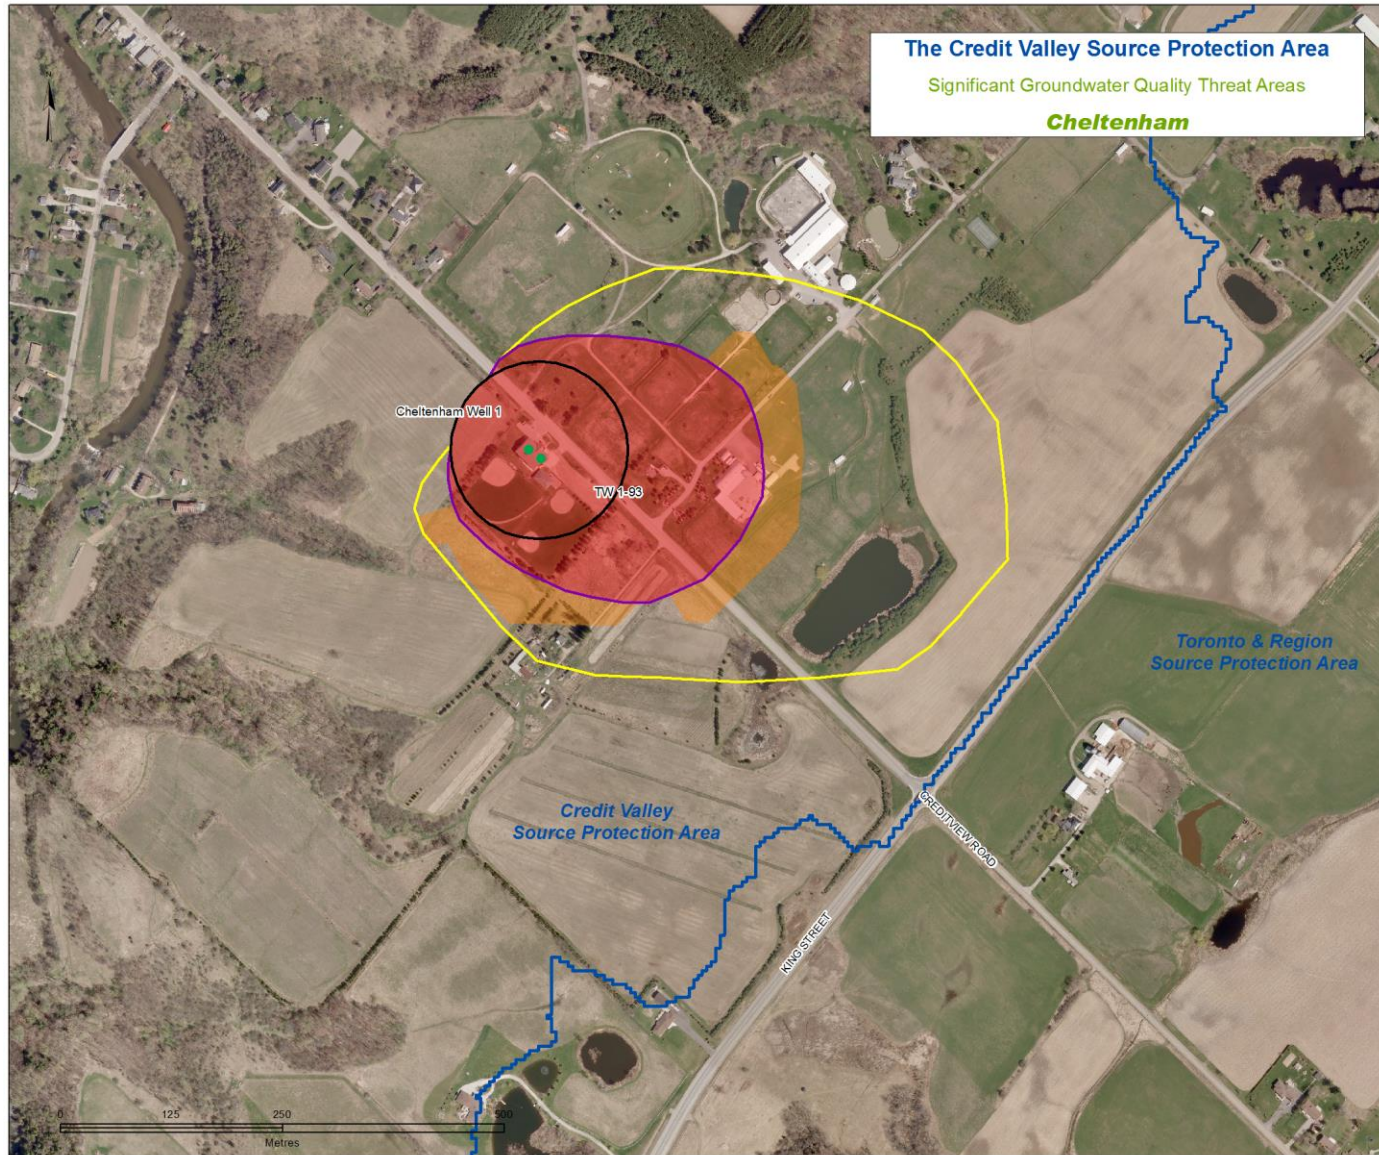 The Credit Valley Source Protection Area
Significant Groundwater Quality Threat Areas
Cheltenham
Cheltenham Well 1
TW 1-93
Toronto & Region
Source Protection Area
Credit Valley
Source Protection Area
CREDITVIEW ROAD
KING STREET
0 125 250 500
Metres